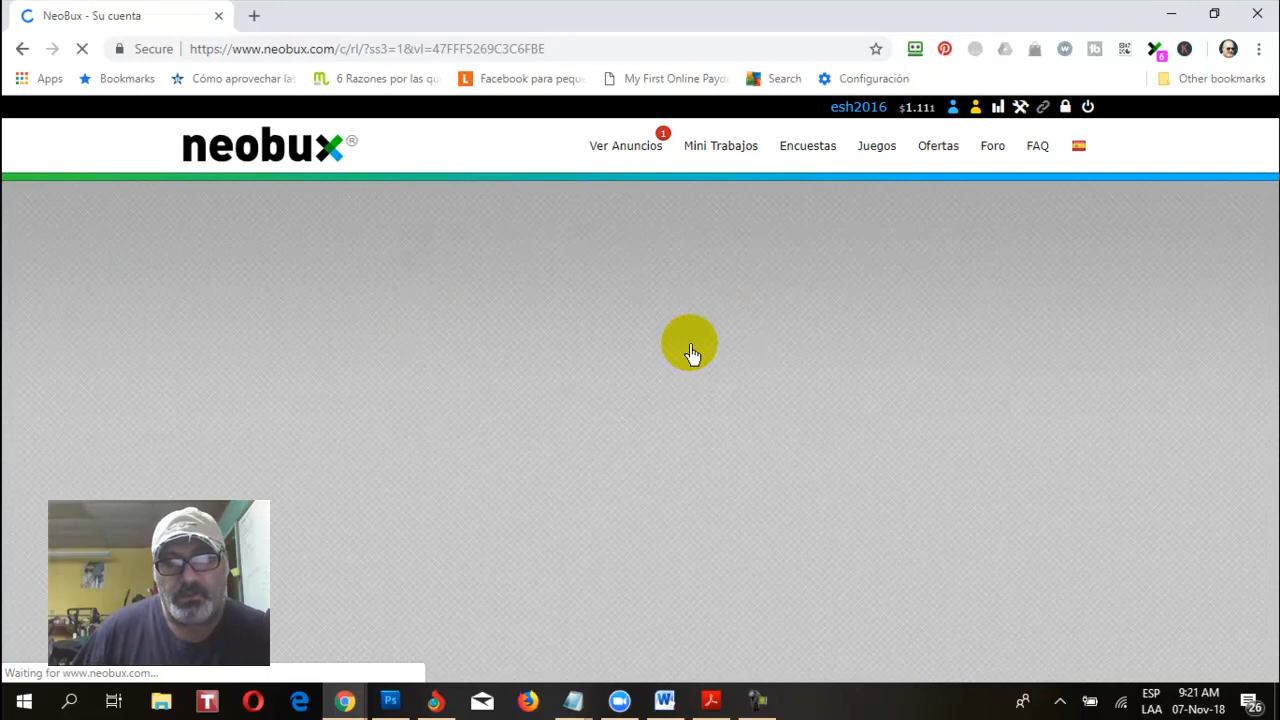 NeoBux - Su cuenta
Secure https://www.neobux.com/c/rl/?ss3=1&vl=47FFF5269C3C6FBE
6
Apps Bookmarks Cómo aprovechar las 6 Razones por las qu Facebook para peque My First Online Payda Search Configuración Other bookmarks
esh2016 $1.111
neobux®
Ver Anuncios 1 Mini Trabajos Encuestas Juegos Ofertas Foro FAQ
Waiting for www.neobux.com...
ESP 9:21 AM
LAA 07-Nov-18 26